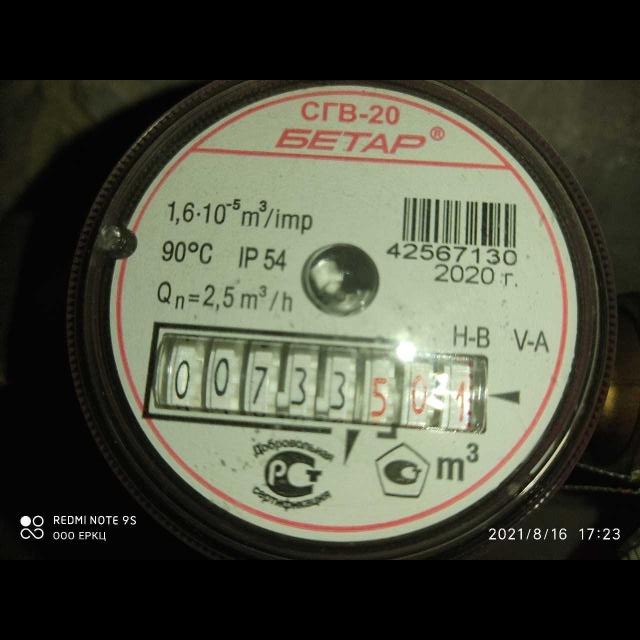 СГВ-20
БЕТАР®
1,6·10⁻⁵m³/imp
90°C IP 54
42567130
2020 г.
Qn=2,5 m³/h
H-B V-A
00733501
Добровольная
РСТ
сертификация
m³
REDMI NOTE 9S
ООО ЕРКЦ
2021/8/16 17:23